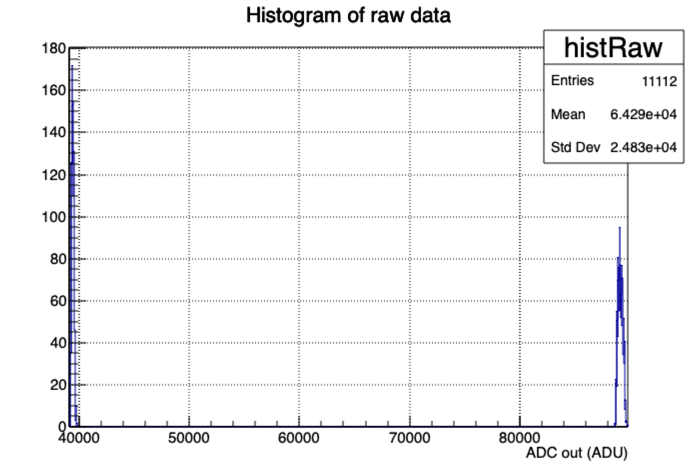 Histogram of raw data
histRaw
Entries 11112
Mean 6.429e+04
Std Dev 2.483e+04
180
160
140
120
100
80
60
40
20
0
40000 50000 60000 70000 80000
ADC out (ADU)